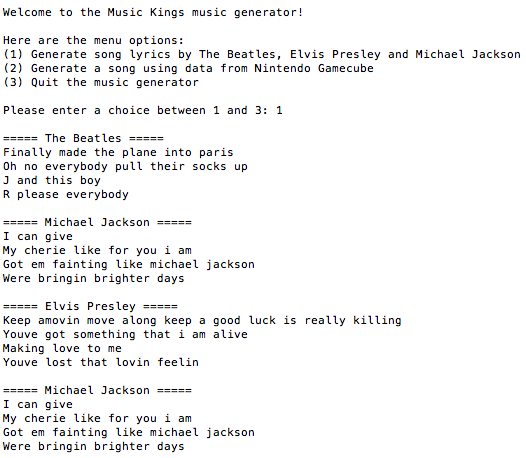 Welcome to the Music Kings music generator!
Here are the menu options:
(1) Generate song lyrics by The Beatles, Elvis Presley and Michael Jackson
(2) Generate a song using data from Nintendo Gamecube
(3) Quit the music generator
Please enter a choice between 1 and 3: 1
===== The Beatles =====
Finally made the plane into paris
Oh no everybody pull their socks up
J and this boy
R please everybody
===== Michael Jackson =====
I can give
My cherie like for you i am
Got em fainting like michael jackson
Were bringin brighter days
===== Elvis Presley =====
Keep amovin move along keep a good luck is really killing
Youve got something that i am alive
Making love to me
Youve lost that lovin feelin
===== Michael Jackson =====
I can give
My cherie like for you i am
Got em fainting like michael jackson
Were bringin brighter days